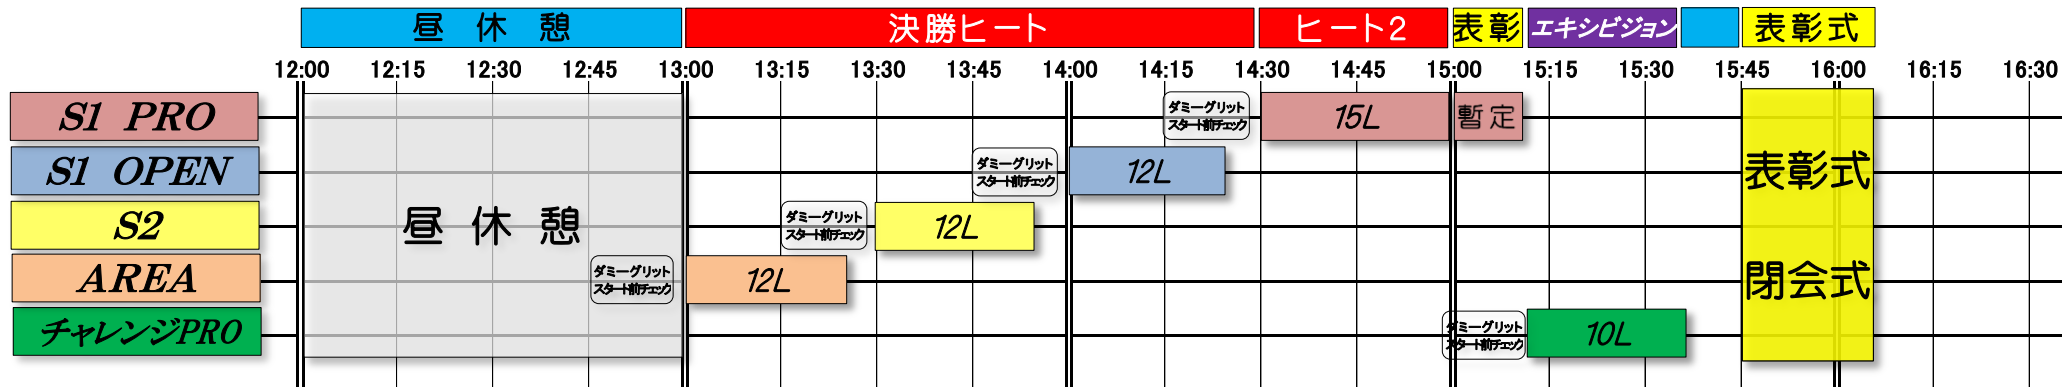 昼 休 憩
決勝ヒート
ヒート2
表彰
エキシビジョン
表彰式
12:00 12:15 12:30 12:45 13:00 13:15 13:30 13:45 14:00 14:15 14:30 14:45 15:00 15:15 15:30 15:45 16:00 16:15 16:30
S1 PRO
ダミーグリット
スタート前チェック
15L
暫定
S1 OPEN
ダミーグリット
スタート前チェック
12L
S2
ダミーグリット
スタート前チェック
12L
AREA
ダミーグリット
スタート前チェック
12L
チャレンジPRO
ダミーグリット
スタート前チェック
10L
昼 休 憩
表彰式
閉会式